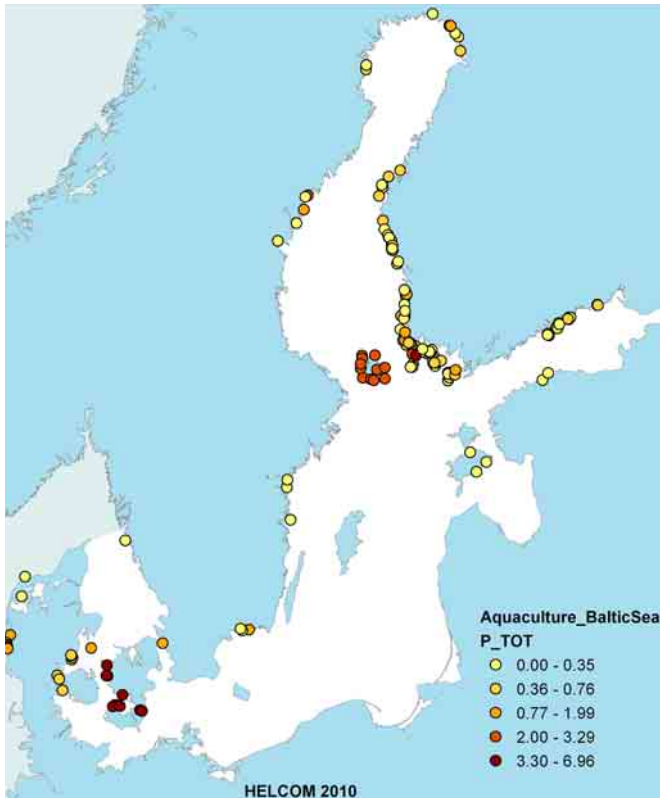 Aquaculture_BalticSea
P_TOT
0.00 - 0.35
0.36 - 0.76
0.77 - 1.99
2.00 - 3.29
3.30 - 6.96
HELCOM 2010